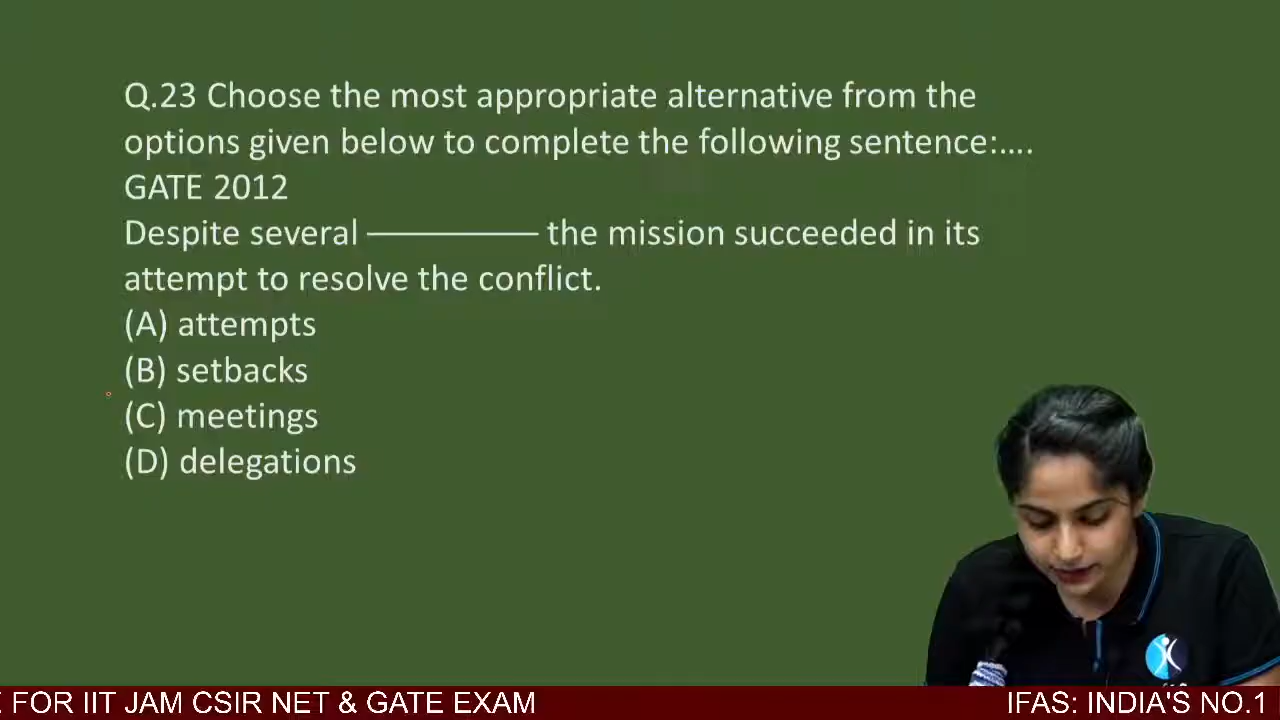 Q.23 Choose the most appropriate alternative from the
options given below to complete the following sentence:....
GATE 2012
Despite several ————— the mission succeeded in its
attempt to resolve the conflict.
(A) attempts
(B) setbacks
(C) meetings
(D) delegations
FOR IIT JAM CSIR NET & GATE EXAM
IFAS: INDIA'S NO.1